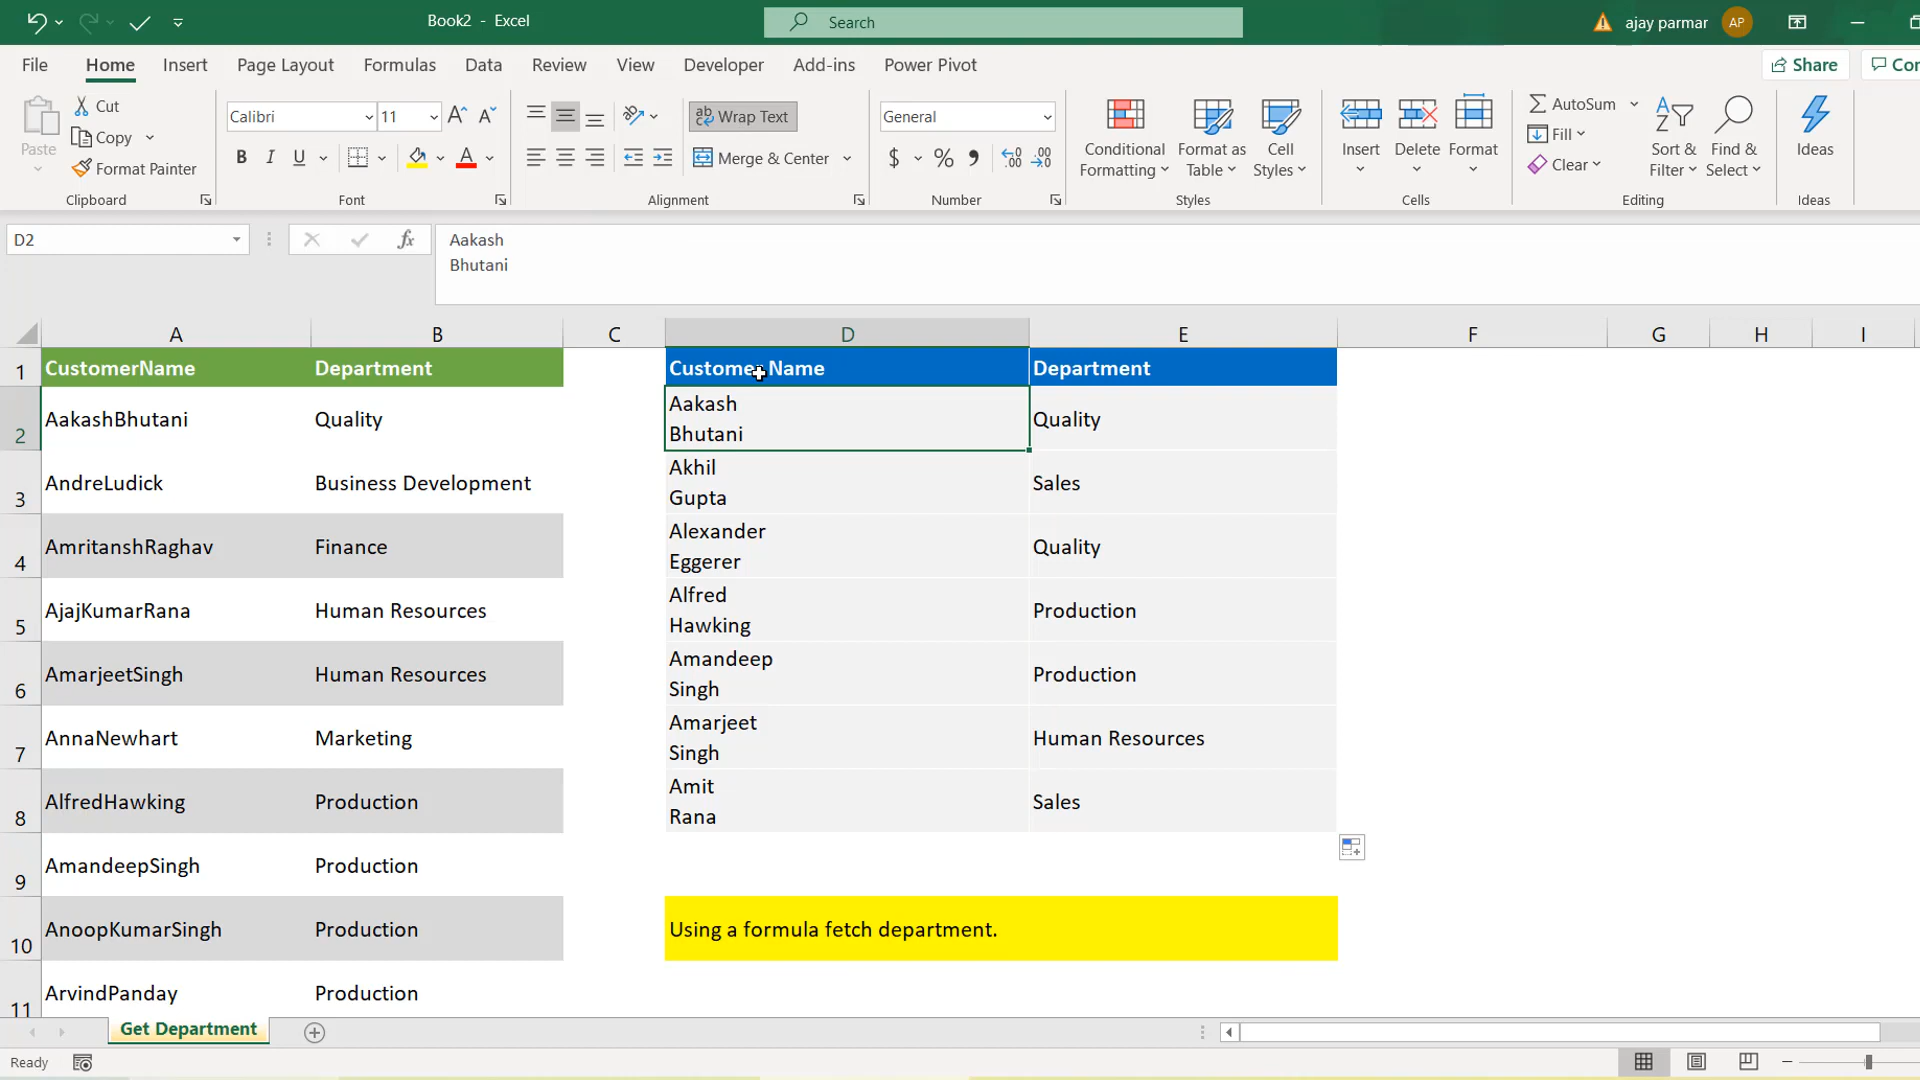 Book2 - Excel
Search
ajay parmar
AP
File Home Insert Page Layout Formulas Data Review View Developer Add-ins Power Pivot
Share
Paste
Cut
Copy
Format Painter
Clipboard
Calibri 11
B I U
Font
Wrap Text
Merge & Center
Alignment
General
$ % 
Number
Conditional Formatting
Format as Table
Cell Styles
Styles
Insert Delete Format
Cells
AutoSum
Fill
Clear
Sort & Filter
Find & Select
Editing
Ideas
Ideas
D2
fx
Aakash
Bhutani
A B C D E F G H I
1 CustomerName Department Customer Name Department
2 AakashBhutani Quality Aakash Bhutani Quality
3 AndreLudick Business Development Akhil Gupta Sales
4 AmritanshRaghav Finance Alexander Eggerer Quality
5 AjajKumarRana Human Resources Alfred Hawking Production
6 AmarjeetSingh Human Resources Amandeep Singh Production
7 AnnaNewhart Marketing Amarjeet Singh Human Resources
8 AlfredHawking Production Amit Rana Sales
9 AmandeepSingh Production
10 AnoopKumarSingh Production Using a formula fetch department.
11 ArvindPanday Production
Get Department
Ready